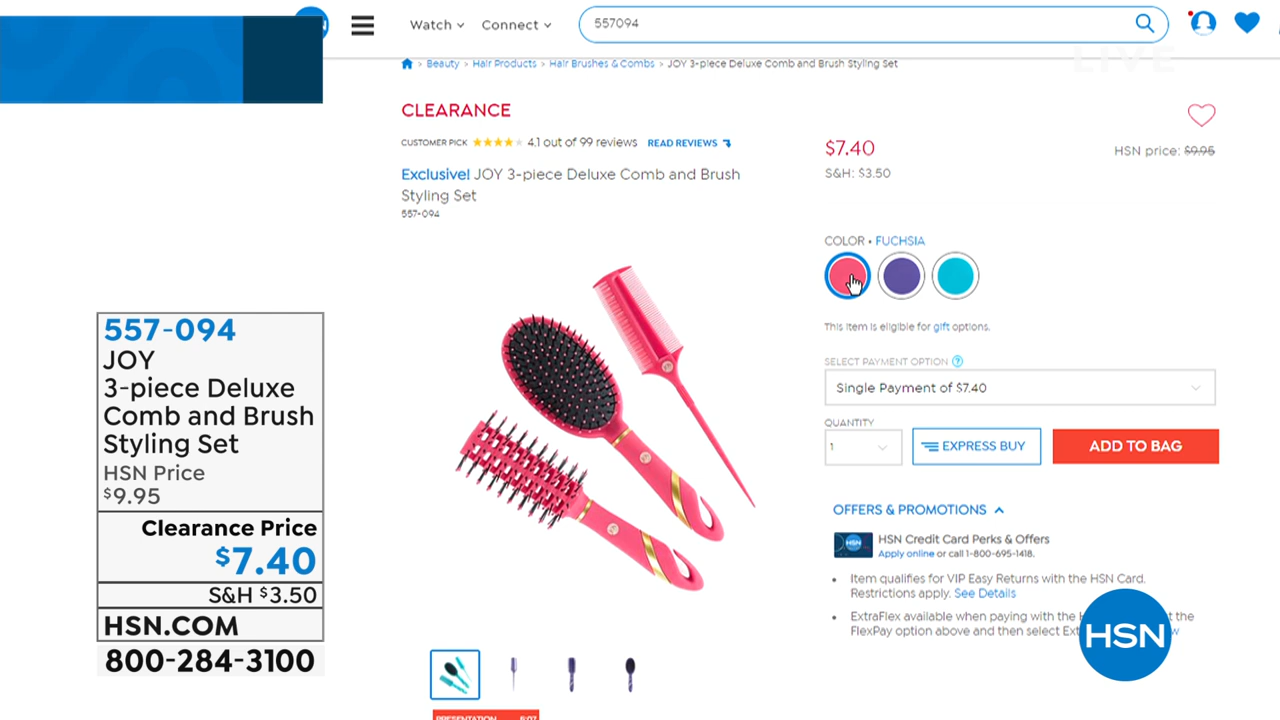 HSN
Watch
Connect
557094
LIVE
Beauty > Hair Products > Hair Brushes & Combs > JOY 3-piece Deluxe Comb and Brush Styling Set
CLEARANCE
CUSTOMER PICK 4.1 out of 99 reviews READ REVIEWS
Exclusive! JOY 3-piece Deluxe Comb and Brush
Styling Set
557-094
$7.40
HSN price: $9.95
S&H: $3.50
COLOR • FUCHSIA
This item is eligible for gift options.
SELECT PAYMENT OPTION ?
Single Payment of $7.40
QUANTITY
1
EXPRESS BUY
ADD TO BAG
OFFERS & PROMOTIONS
HSN
HSN Credit Card Perks & Offers
Apply online or call 1-800-695-1418.
• Item qualifies for VIP Easy Returns with the HSN Card.
Restrictions apply. See Details
• ExtraFlex available when paying with the
t the
FlexPay option above and then select
HSN
557-094
JOY
3-piece Deluxe
Comb and Brush
Styling Set
HSN Price
$9.95
Clearance Price
$7.40
S&H $3.50
HSN.COM
800-284-3100
PRESENTATION